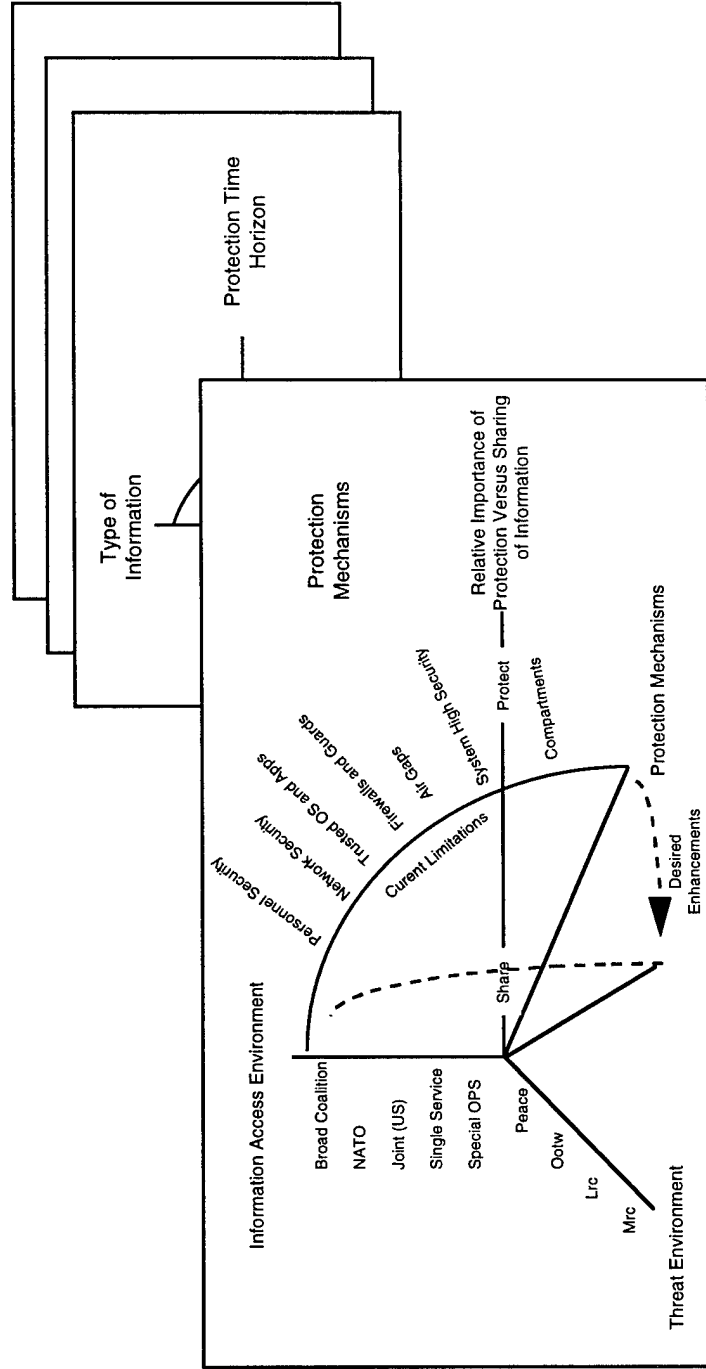 Type of
Information
Protection Time
Horizon
Information Access Environment
Protection
Mechanisms
Broad Coalition
NATO
Joint (US)
Single Service
Special OPS
Personnel Security
Network Security
Trusted OS and Apps
Firewalls and Guards
Air Gaps
System High Security
Compartments
Curent Limitations
Share
Protect
Relative Importance of
Protection Versus Sharing
of Information
Peace
Ootw
Lrc
Mrc
Threat Environment
Desired
Enhancements
Protection Mechanisms